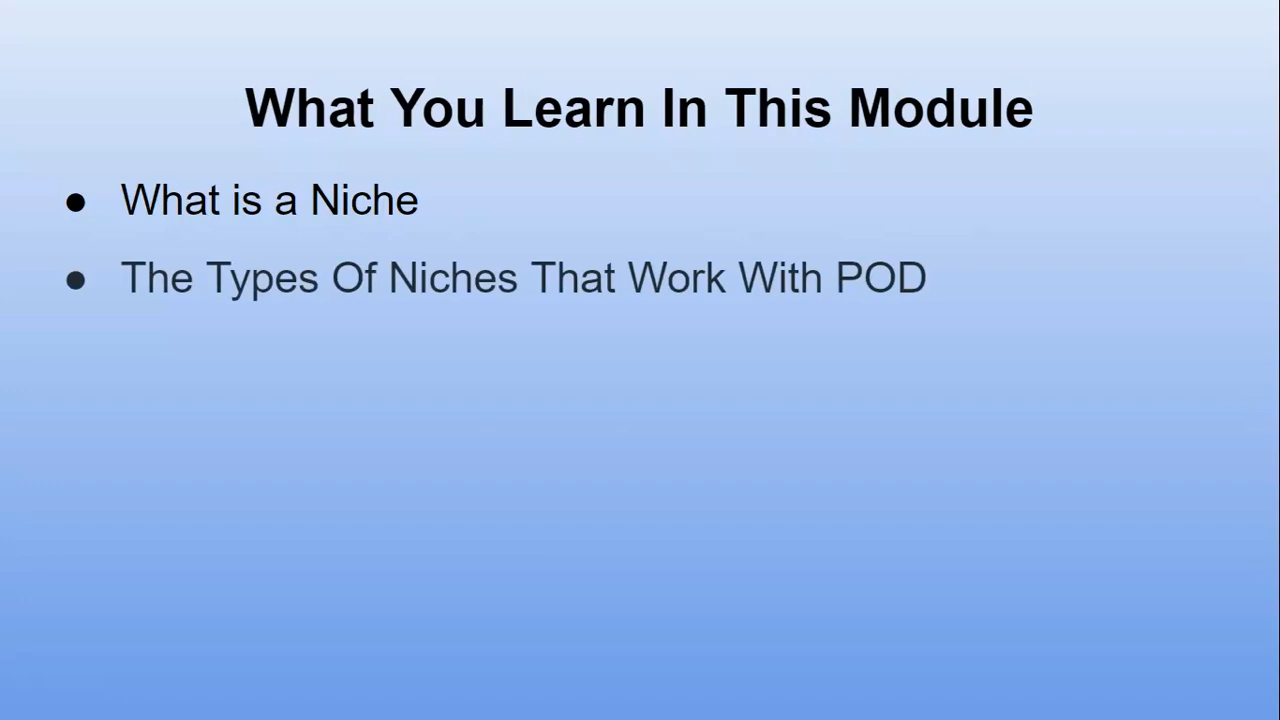 What You Learn In This Module
● What is a Niche
● The Types Of Niches That Work With POD